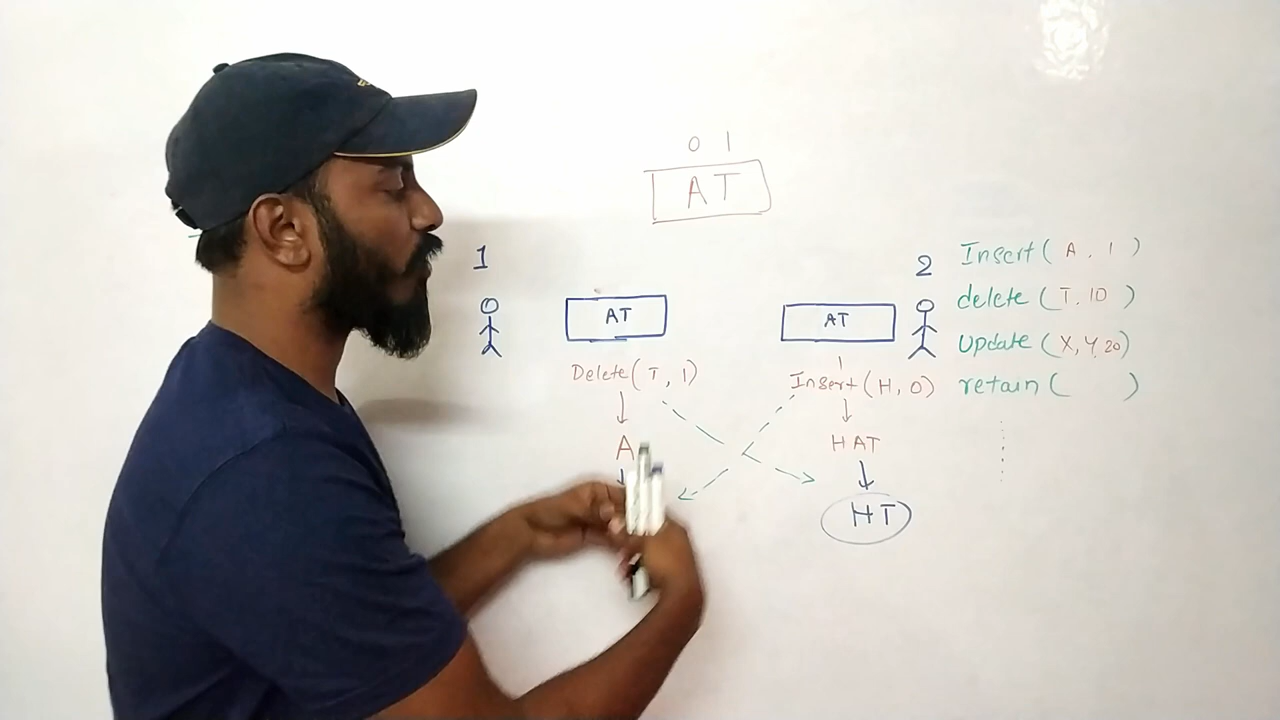 0 1
AT
1
2
AT
AT
Delete(T, 1)
Insert(H, 0)
A
HAT
HT
Insert( A, 1 )
delete (T, 10 )
Update (X, Y, 20)
retain ( )